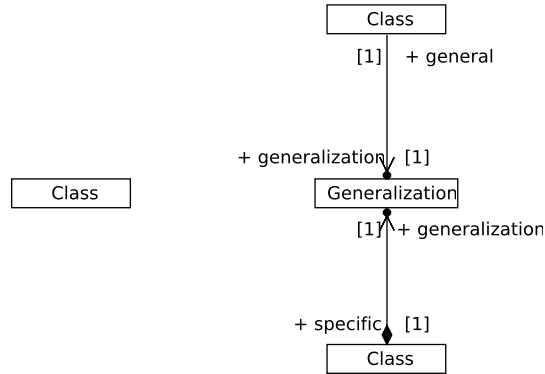 Class
[1] + general
+ generalization [1]
Class
Generalization
[1] + generalization
+ specific [1]
Class